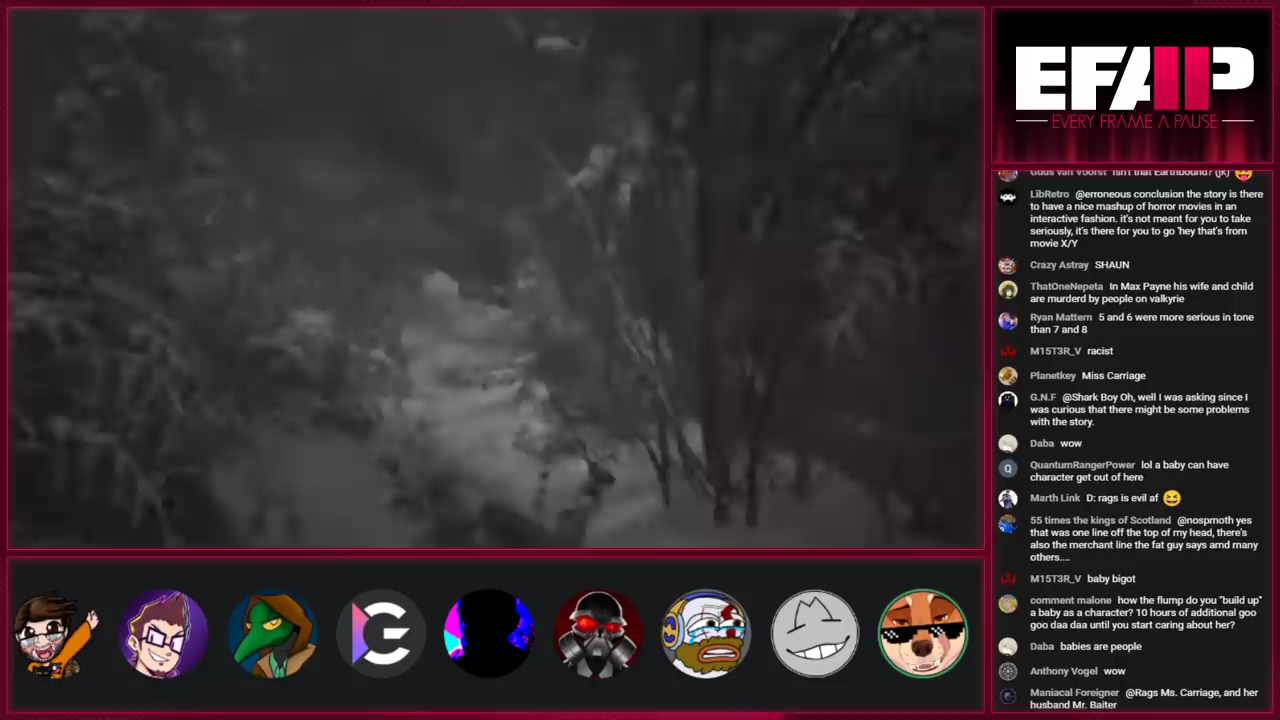 EFAP
EVERY FRAME A PAUSE
Guus van Voorst Isn't that Earthbound? (jk)
LibRetro @erroneous conclusion the story is there
to have a nice mashup of horror movies in an
interactive fashion. it's not meant for you to take
seriously, it's there for you to go 'hey that's from
movie X/Y
Crazy Astray SHAUN
ThatOneNepeta In Max Payne his wife and child
are murderd by people on valkyrie
Ryan Mattern 5 and 6 were more serious in tone
than 7 and 8
M15T3R_V racist
Planetkey Miss Carriage
G.N.F @Shark Boy Oh, well I was asking since I
was curious that there might be some problems
with the story.
Daba wow
Q
QuantumRangerPower lol a baby can have
character get out of here
Marth Link D: rags is evil af 😆
55 times the kings of Scotland @nospmoth yes
that was one line off the top of my head, there's
also the merchant line the fat guy says amd many
others....
M15T3R_V baby bigot
comment malone how the flump do you "build up"
a baby as a character? 10 hours of additional goo
goo daa daa until you start caring about her?
Daba babies are people
Anthony Vogel wow
Maniacal Foreigner @Rags Ms. Carriage, and her
husband Mr. Baiter